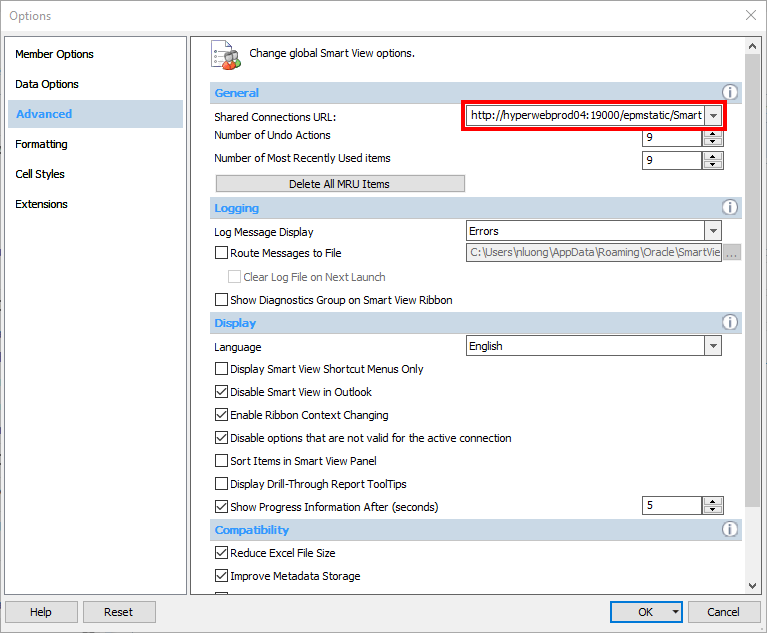 Options
Member Options
Data Options
Advanced
Formatting
Cell Styles
Extensions
Change global Smart View options.
General
Shared Connections URL:
http://hyperwebprod04:19000/epmstatic/Smart
Number of Undo Actions
9
Number of Most Recently Used items
9
Delete All MRU Items
Logging
Log Message Display
Errors
Route Messages to File
C:\Users\nluong\AppData\Roaming\Oracle\SmartVie
...
Clear Log File on Next Launch
Show Diagnostics Group on Smart View Ribbon
Display
Language
English
Display Smart View Shortcut Menus Only
Disable Smart View in Outlook
Enable Ribbon Context Changing
Disable options that are not valid for the active connection
Sort Items in Smart View Panel
Display Drill-Through Report ToolTips
Show Progress Information After (seconds)
5
Compatibility
Reduce Excel File Size
Improve Metadata Storage
Help
Reset
OK
Cancel